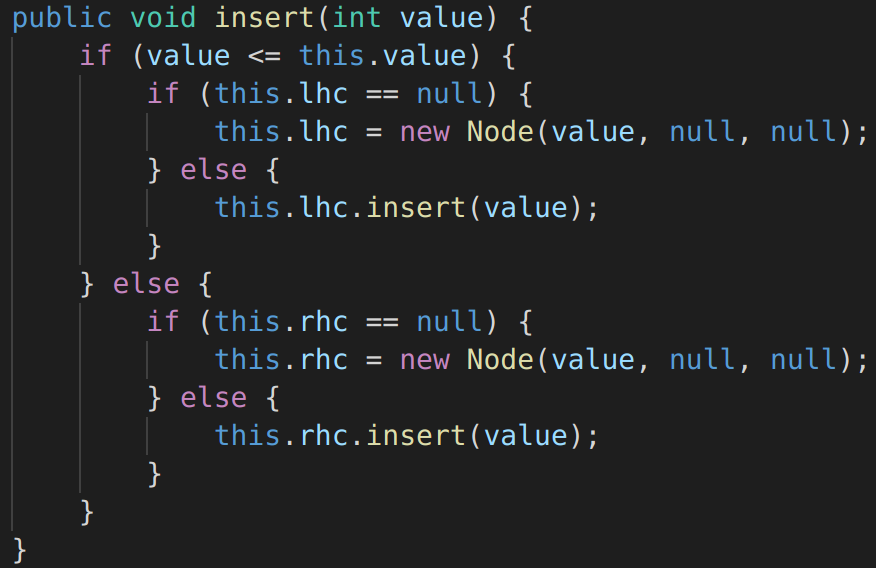 public void insert(int value) {
    if (value <= this.value) {
        if (this.lhc == null) {
            this.lhc = new Node(value, null, null);
        } else {
            this.lhc.insert(value);
        }
    } else {
        if (this.rhc == null) {
            this.rhc = new Node(value, null, null);
        } else {
            this.rhc.insert(value);
        }
    }
}